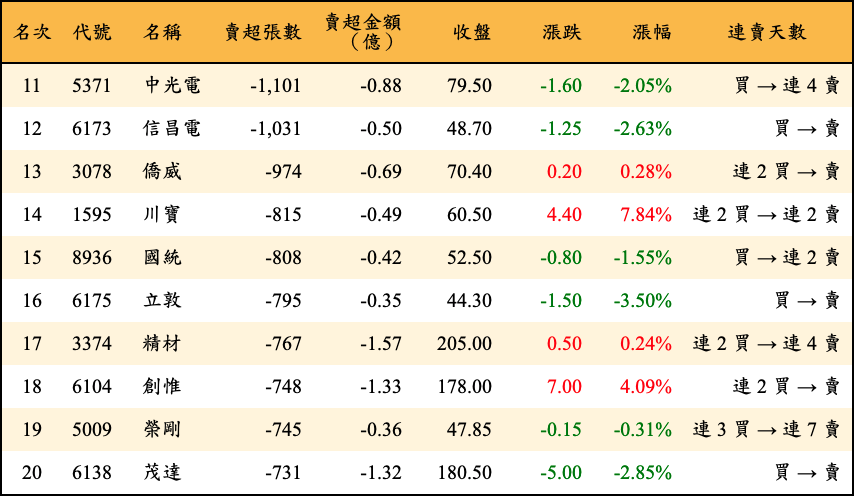 名次 代號 名稱 賣超張數 賣超金額（億） 收盤 漲跌 漲幅 連賣天數
11 5371 中光電 -1,101 -0.88 79.50 -1.60 -2.05% 買 → 連 4 賣
12 6173 信昌電 -1,031 -0.50 48.70 -1.25 -2.63% 買 → 賣
13 3078 僑威 -974 -0.69 70.40 0.20 0.28% 連 2 買 → 賣
14 1595 川寶 -815 -0.49 60.50 4.40 7.84% 連 2 買 → 連 2 賣
15 8936 國統 -808 -0.42 52.50 -0.80 -1.55% 買 → 連 2 賣
16 6175 立敦 -795 -0.35 44.30 -1.50 -3.50% 買 → 賣
17 3374 精材 -767 -1.57 205.00 0.50 0.24% 連 2 買 → 連 4 賣
18 6104 創惟 -748 -1.33 178.00 7.00 4.09% 連 2 買 → 賣
19 5009 榮剛 -745 -0.36 47.85 -0.15 -0.31% 連 3 買 → 連 7 賣
20 6138 茂達 -731 -1.32 180.50 -5.00 -2.85% 買 → 賣